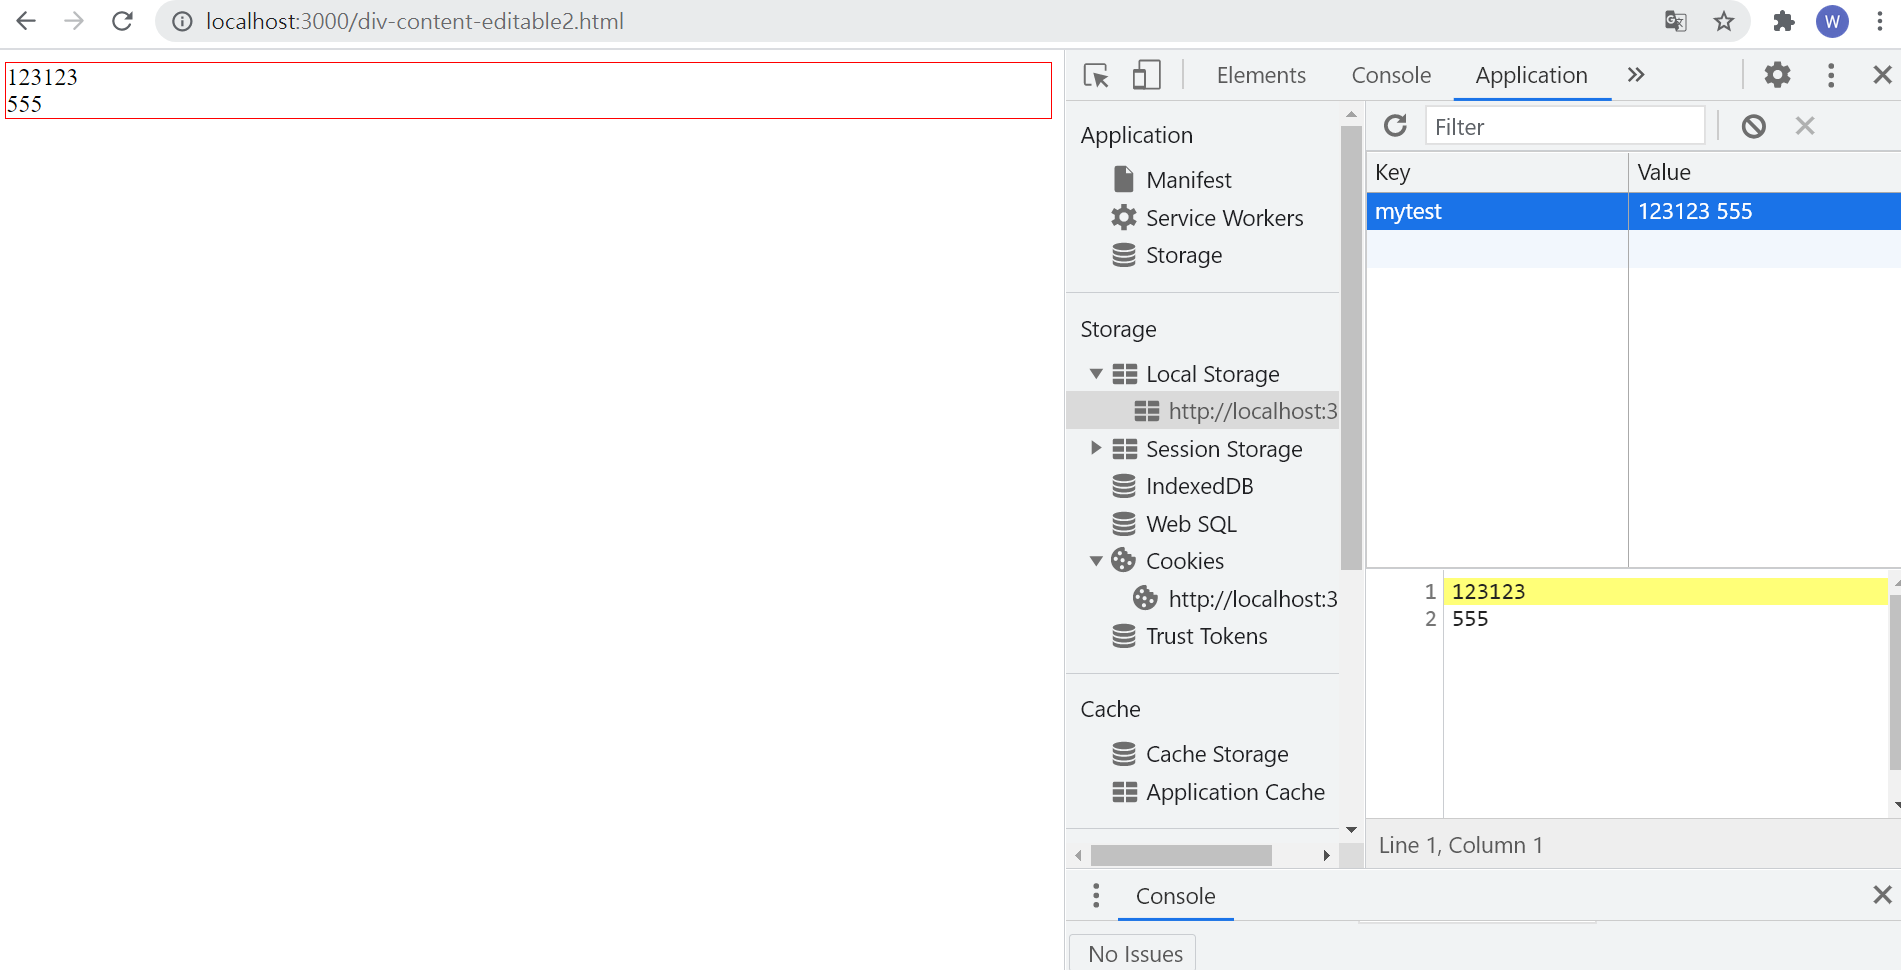 localhost:3000/div-content-editable2.html
W
123123
555
Elements Console Application
Application
Manifest
Service Workers
Storage
Storage
Local Storage
http://localhost:3
Session Storage
IndexedDB
Web SQL
Cookies
http://localhost:3
Trust Tokens
Cache
Cache Storage
Application Cache
Filter
Key Value
mytest 123123 555
1 123123
2 555
Line 1, Column 1
Console
No Issues